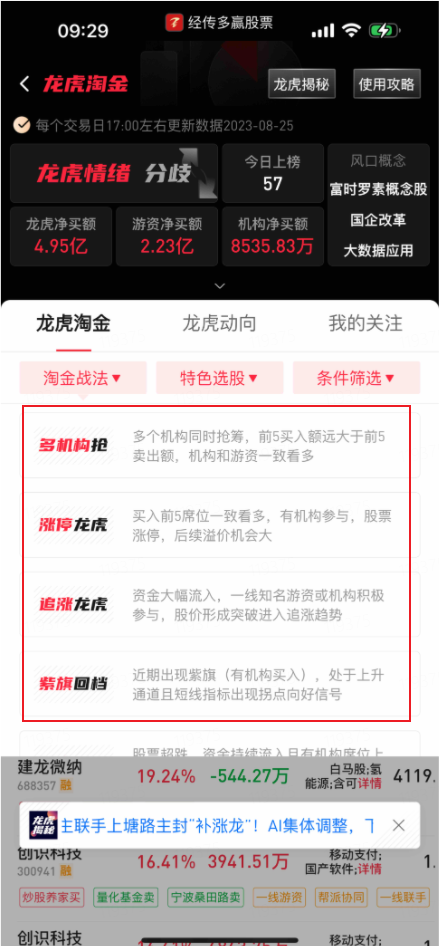 09:29
经传多赢股票
龙虎淘金
龙虎揭秘
使用攻略
每个交易日17:00左右更新数据2023-08-25
龙虎情绪 分歧
今日上榜
57
风口概念
富时罗素概念股
国企改革
大数据应用
龙虎净买额
4.95亿
游资净买额
2.23亿
机构净买额
8535.83万
龙虎淘金
龙虎动向
我的关注
淘金战法▼
特色选股▼
条件筛选▼
多机构抢
多个机构同时抢筹，前5买入额远大于前5
卖出额，机构和游资一致看多
涨停龙虎
买入前5席位一致看多，有机构参与，股票
涨停，后续溢价机会大
追涨龙虎
资金大幅流入，一线知名游资或机构积极
参与，股价形成突破进入追涨趋势
紫旗回档
近期出现紫旗（有机构买入），处于上升
通道且短线指标出现拐点向好信号
股票超跌，资金持续流入且有机构席位上
建龙微纳
688357 融
19.24%
-544.27万
白马股;氢
能源;含可详情
4119.
龙虎
揭秘
主联手上塘路主封"补涨龙"！AI集体调整，
创识科技
300941 融
16.41%
3941.51万
移动支付;
国产软件;详情
1.
炒股养家买
量化基金卖
宁波桑田路卖
一线游资
帮派协同
一线联手
创识科技
移动支付;